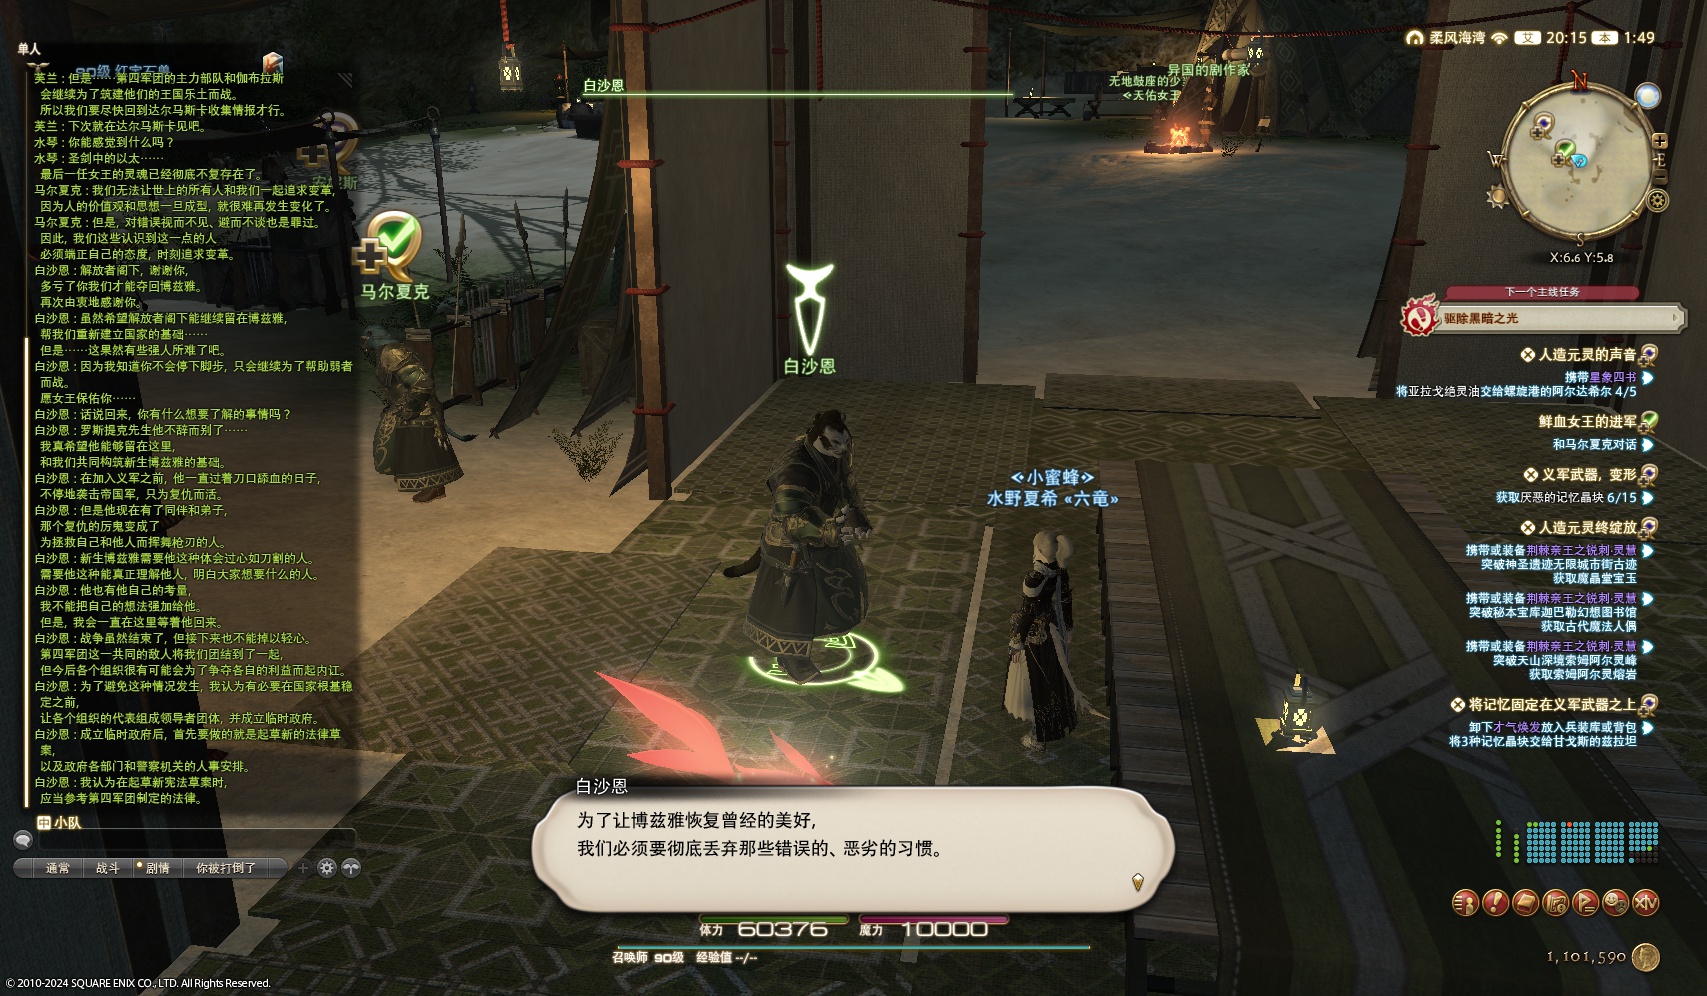 单人
90级 红宝石兽
芙兰：但是……第四军团的主力部队和伽布拉斯
会继续为了筑建他们的王国乐土而战。
所以我们要尽快回到达尔马斯卡收集情报才行。
芙兰：下次就在达尔马斯卡见吧。
水琴：你能感觉到什么吗？
水琴：圣剑中的以太……
最后一任女王的灵魂已经彻底不复存在了。
马尔夏克：我们无法让世上的所有人和我们一起追求变革，
因为人的价值观和思想一旦成型，就很难再发生变化了。
马尔夏克：但是，对错误视而不见、避而不谈也是罪过。
因此，我们这些认识到这一点的人
必须端正自己的态度，时刻追求变革。
白沙恩：解放者阁下，谢谢你，
多亏了你我们才能夺回博兹雅。
再次由衷地感谢你。
白沙恩：虽然希望解放者阁下能继续留在博兹雅，
帮我们重新建立国家的基础……
但是……这果然有些强人所难了吧。
白沙恩：因为我知道你不会停下脚步，只会继续为了帮助弱者
而战。
愿女王保佑你……
白沙恩：话说回来，你有什么想要了解的事情吗？
白沙恩：罗斯提克先生他不辞而别了……
我真希望他能够留在这里，
和我们共同构筑新生博兹雅的基础。
白沙恩：在加入义军之前，他一直过着刀口舔血的日子，
不停地袭击帝国军，只为复仇而活。
白沙恩：但是他现在有了同伴和弟子，
那个复仇的厉鬼变成了
为拯救自己和他人而挥舞枪刃的人。
白沙恩：新生博兹雅需要他这种体会过心如刀割的人。
需要他这种能真正理解他人，明白大家想要什么的人。
白沙恩：他也有他自己的考量，
我不能把自己的想法强加给他。
但是，我会一直在这里等着他回来。
白沙恩：战争虽然结束了，但接下来也不能掉以轻心。
第四军团这一共同的敌人将我们团结到了一起，
但今后各个组织很有可能会为了争夺各自的利益而起内讧。
白沙恩：为了避免这种情况发生，我认为有必要在国家根基稳
定之前，
让各个组织的代表组成领导者团体，并成立临时政府。
白沙恩：成立临时政府后，首先要做的就是起草新的法律草
案，
以及政府各部门和警察机关的人事安排。
白沙恩：我认为在起草新宪法草案时，
应当参考第四军团制定的法律。
小队
通常 战斗 剧情 你被打倒了
马尔夏克
白沙恩
白沙恩
异国的剧作家
无地鼓座的少
天佑女王
小蜜蜂
水野夏希 «六竜»
柔风海湾 艾 20:15 本 1:49
N
W
E
S
X:6.6 Y:5.8
下一个主线任务
驱除黑暗之光
人造元灵的声音
携带星象四书
将亚拉戈绝灵油交给螺旋港的阿尔达希尔 4/5
鲜血女王的进军
和马尔夏克对话
义军武器，变形
获取厌恶的记忆晶块 6/15
人造元灵终绽放
携带或装备荆棘亲王之锐刺·灵慧
突破神圣遗迹无限城市街古迹
获取魔晶堂宝玉
携带或装备荆棘亲王之锐刺·灵慧
突破秘本宝库迦巴勒幻想图书馆
获取古代魔法人偶
携带或装备荆棘亲王之锐刺·灵慧
突破天山深境索姆阿尔灵峰
获取索姆阿尔灵熔岩
将记忆固定在义军武器之上
卸下才气焕发放入兵装库或背包
将3种记忆晶块交给甘戈斯的兹拉坦
白沙恩
为了让博兹雅恢复曾经的美好，
我们必须要彻底丢弃那些错误的、恶劣的习惯。
体力 60376 魔力 10000
召唤师 90级 经验值 --/--
XIV
1,101,590
© 2010-2024 SQUARE ENIX CO., LTD. All Rights Reserved.